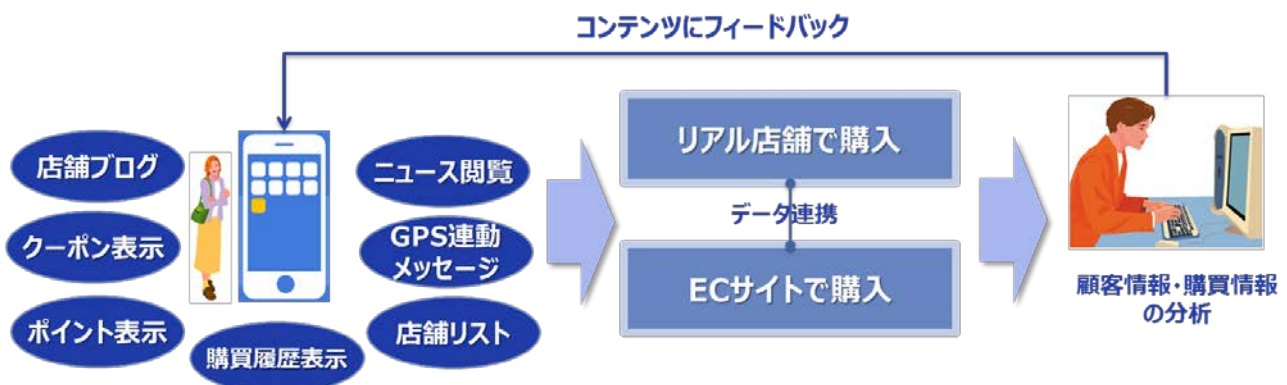 コンテンツにフィードバック
店舗ブログ
クーポン表示
ポイント表示
購買履歴表示
ニュース閲覧
GPS連動
メッセージ
店舗リスト
リアル店舗で購入
データ連携
ECサイトで購入
顧客情報・購買情報
の分析